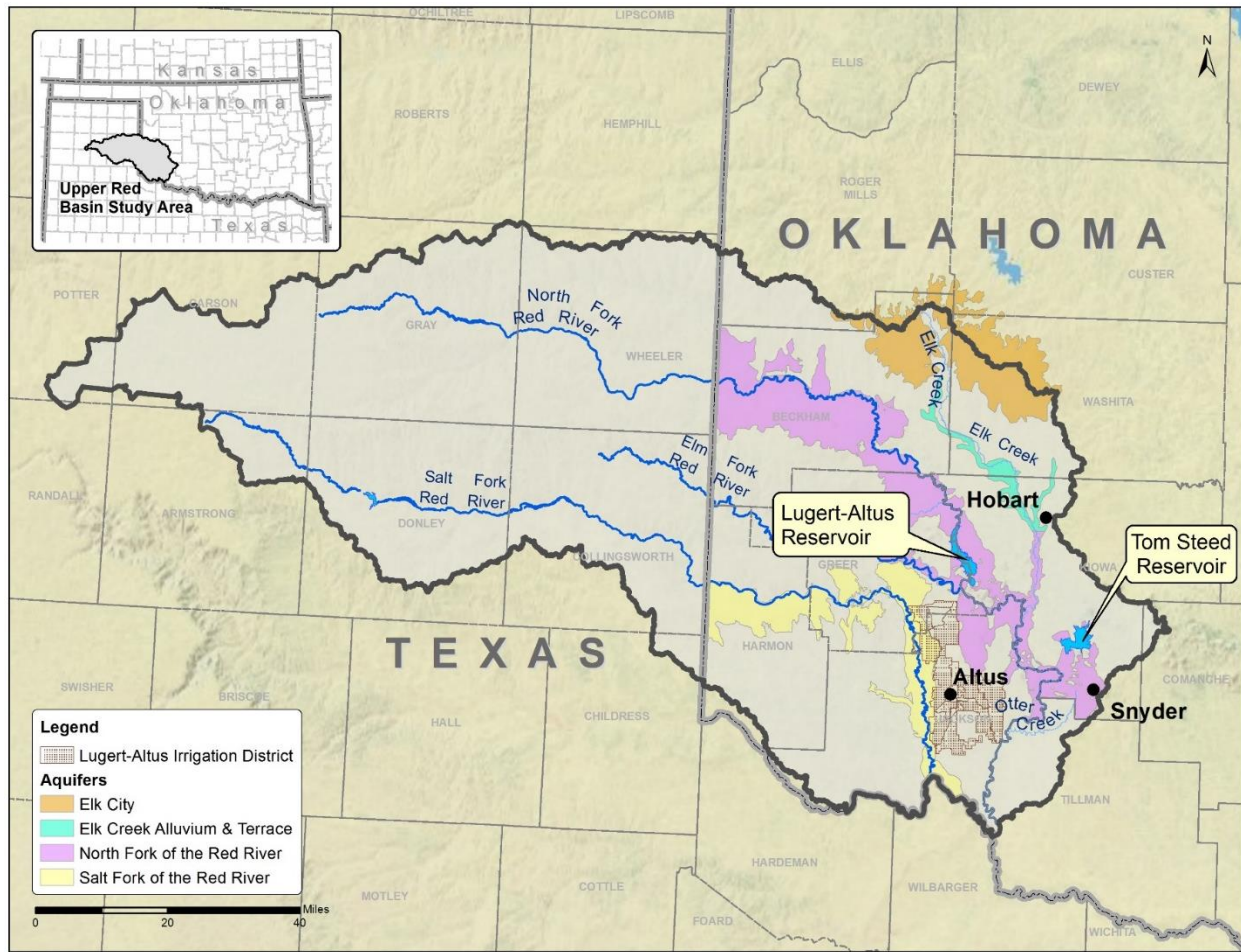 OCHILTREE
LIPSCOMB
N
Kansas
Oklahoma
Upper Red
Basin Study Area
Texas
ELLIS
DEWEY
ROBERTS
HEMPHILL
ROGER
MILLS
OKLAHOMA
CUSTER
POTTER
CARSON
North Fork
Red River
GRAY
WHEELER
Elk Creek
BECKHAM
WASHITA
Elk Creek
Elm Fork
Red River
RANDALL
ARMSTRONG
Salt Fork
Red River
DONLEY
Hobart
Lugert-Altus
Reservoir
Tom Steed
Reservoir
COLLINGSWORTH
GREER
KIOWA
TEXAS
HARMON
Altus
Otter
Creek
JACKSON
Snyder
COMANCHE
SWISHER
BRISCOE
HALL
CHILDRESS
TILLMAN
Legend
Lugert-Altus Irrigation District
Aquifers
Elk City
Elk Creek Alluvium & Terrace
North Fork of the Red River
Salt Fork of the Red River
Miles
0 20 40
HARDEMAN
MOTLEY
COTTLE
FOARD
WILBARGER
WICHITA